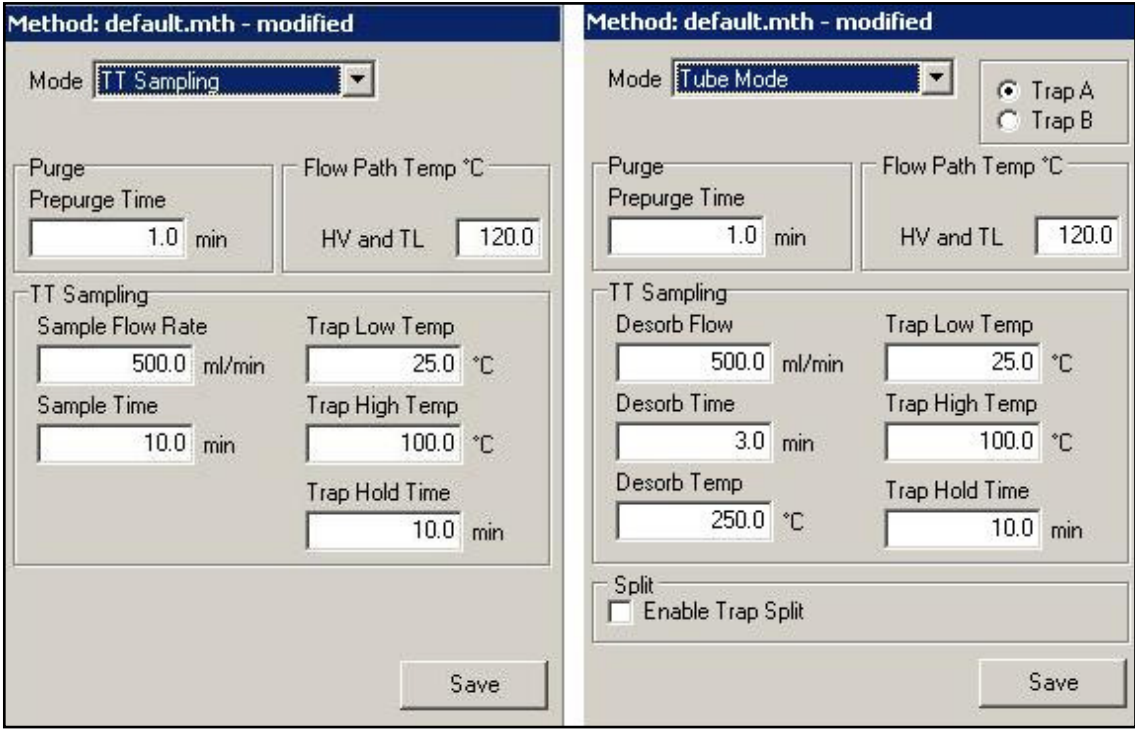 Method: default.mth - modified
Mode TT Sampling
Purge
Prepurge Time
1.0 min
Flow Path Temp °C
HV and TL 120.0
TT Sampling
Sample Flow Rate
500.0 ml/min
Sample Time
10.0 min
Trap Low Temp
25.0 °C
Trap High Temp
100.0 °C
Trap Hold Time
10.0 min
Save
Method: default.mth - modified
Mode Tube Mode
Trap A
Trap B
Purge
Prepurge Time
1.0 min
Flow Path Temp °C
HV and TL 120.0
TT Sampling
Desorb Flow
500.0 ml/min
Desorb Time
3.0 min
Desorb Temp
250.0 °C
Trap Low Temp
25.0 °C
Trap High Temp
100.0 °C
Trap Hold Time
10.0 min
Split
Enable Trap Split
Save